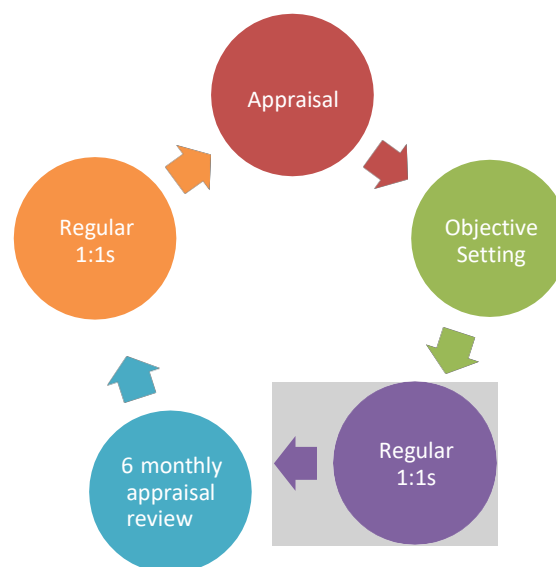 Appraisal
Objective
Setting
Regular
1:1s
6 monthly
appraisal
review
Regular
1:1s